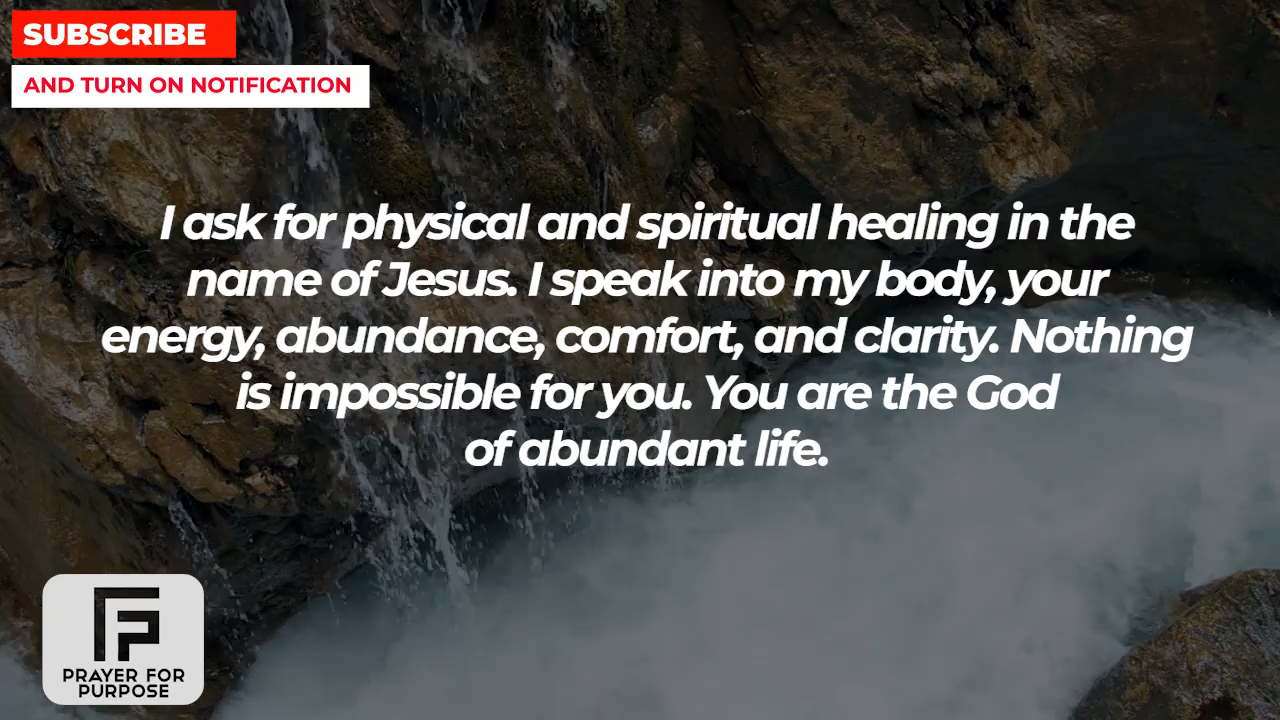 SUBSCRIBE
AND TURN ON NOTIFICATION
I ask for physical and spiritual healing in the
name of Jesus. I speak into my body, your
energy, abundance, comfort, and clarity. Nothing
is impossible for you. You are the God
of abundant life.
PRAYER FOR
PURPOSE